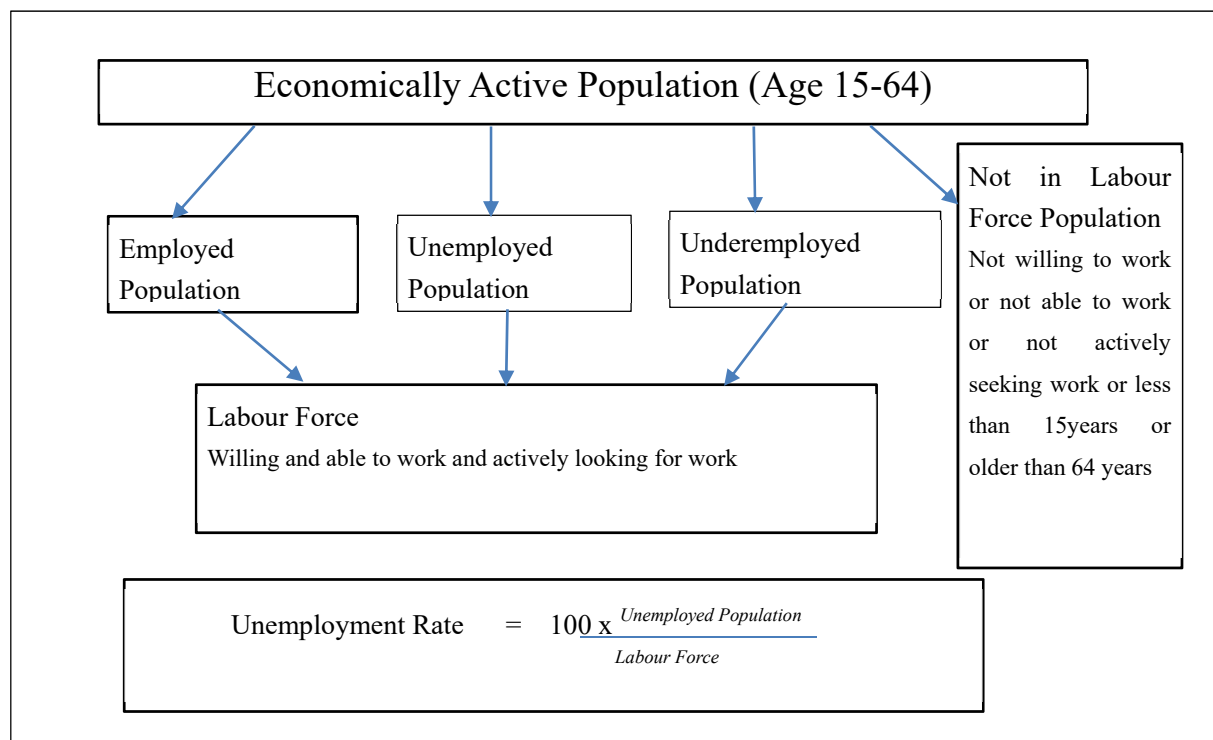 Economically Active Population (Age 15-64)
Employed
Population
Unemployed
Population
Underemployed
Population
Not in Labour
Force Population
Not willing to work
or not able to work
or not actively
seeking work or less
than 15years or
older than 64 years
Labour Force
Willing and able to work and actively looking for work
Unemployment Rate = 100 x Unemployed Population
Labour Force